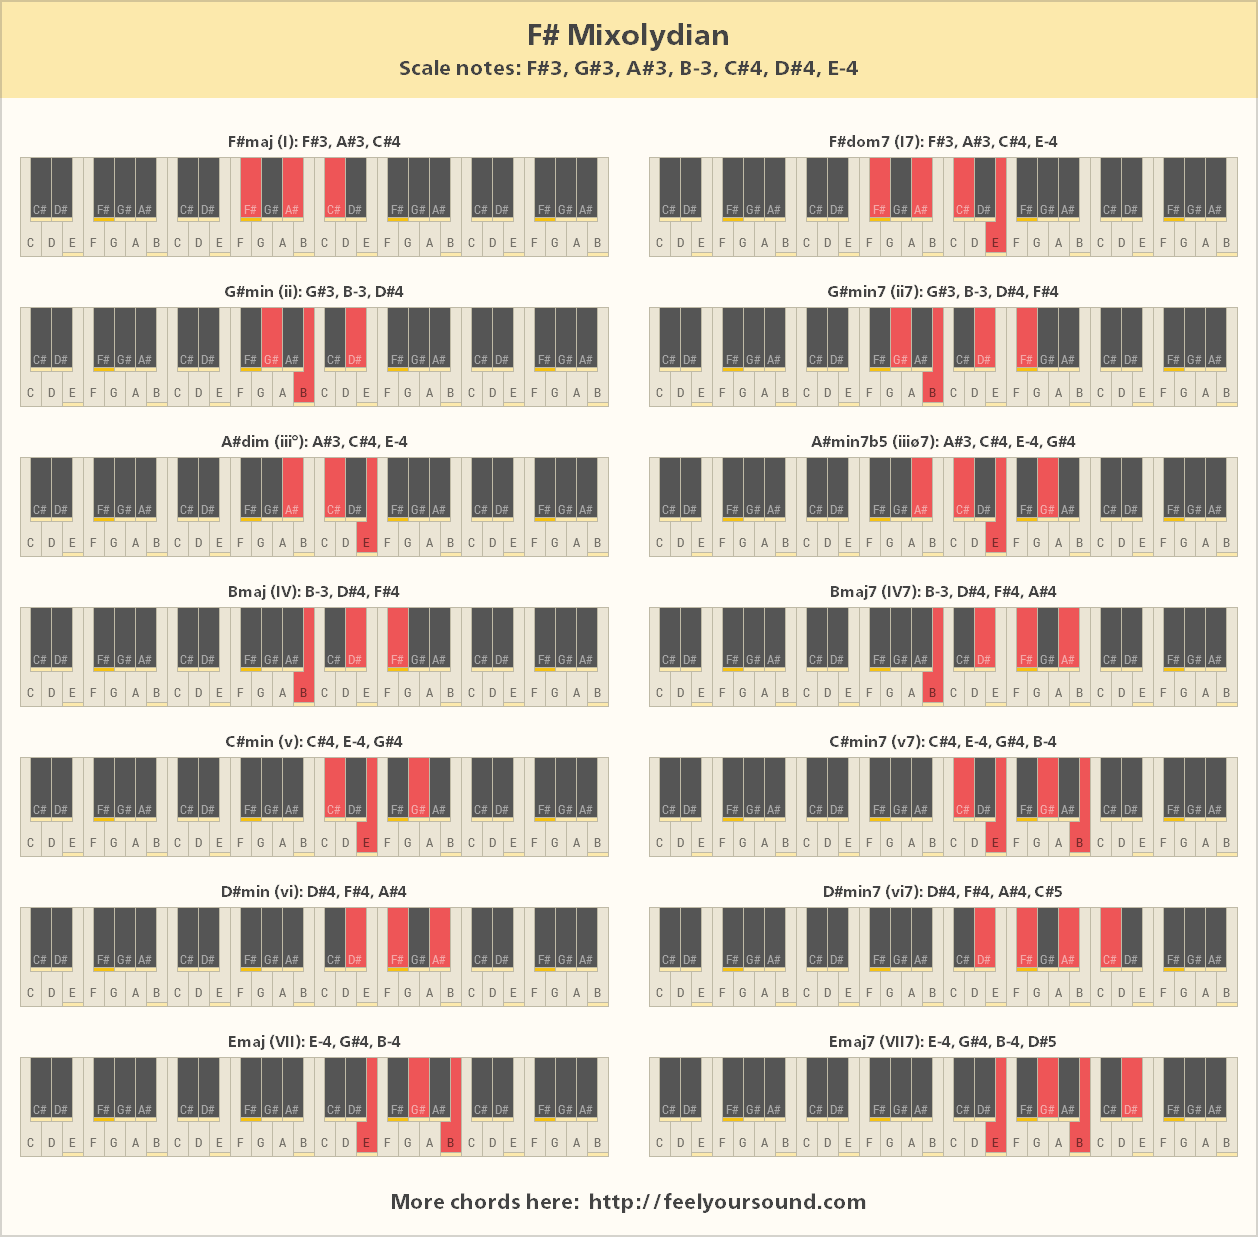 F# Mixolydian
Scale notes: F#3, G#3, A#3, B-3, C#4, D#4, E-4
F#maj (I): F#3, A#3, C#4
C# D# F# G# A# C# D# F# G# A# C# D# F# G# A# C# D# F# G# A#
C D E F G A B C D E F G A B C D E F G A B C D E F G A B
F#dom7 (I7): F#3, A#3, C#4, E-4
C# D# F# G# A# C# D# F# G# A# C# D# F# G# A# C# D# F# G# A#
C D E F G A B C D E F G A B C D E F G A B C D E F G A B
G#min (ii): G#3, B-3, D#4
C# D# F# G# A# C# D# F# G# A# C# D# F# G# A# C# D# F# G# A#
C D E F G A B C D E F G A B C D E F G A B C D E F G A B
G#min7 (ii7): G#3, B-3, D#4, F#4
C# D# F# G# A# C# D# F# G# A# C# D# F# G# A# C# D# F# G# A#
C D E F G A B C D E F G A B C D E F G A B C D E F G A B
A#dim (iii°): A#3, C#4, E-4
C# D# F# G# A# C# D# F# G# A# C# D# F# G# A# C# D# F# G# A#
C D E F G A B C D E F G A B C D E F G A B C D E F G A B
A#min7b5 (iiiø7): A#3, C#4, E-4, G#4
C# D# F# G# A# C# D# F# G# A# C# D# F# G# A# C# D# F# G# A#
C D E F G A B C D E F G A B C D E F G A B C D E F G A B
Bmaj (IV): B-3, D#4, F#4
C# D# F# G# A# C# D# F# G# A# C# D# F# G# A# C# D# F# G# A#
C D E F G A B C D E F G A B C D E F G A B C D E F G A B
Bmaj7 (IV7): B-3, D#4, F#4, A#4
C# D# F# G# A# C# D# F# G# A# C# D# F# G# A# C# D# F# G# A#
C D E F G A B C D E F G A B C D E F G A B C D E F G A B
C#min (v): C#4, E-4, G#4
C# D# F# G# A# C# D# F# G# A# C# D# F# G# A# C# D# F# G# A#
C D E F G A B C D E F G A B C D E F G A B C D E F G A B
C#min7 (v7): C#4, E-4, G#4, B-4
C# D# F# G# A# C# D# F# G# A# C# D# F# G# A# C# D# F# G# A#
C D E F G A B C D E F G A B C D E F G A B C D E F G A B
D#min (vi): D#4, F#4, A#4
C# D# F# G# A# C# D# F# G# A# C# D# F# G# A# C# D# F# G# A#
C D E F G A B C D E F G A B C D E F G A B C D E F G A B
D#min7 (vi7): D#4, F#4, A#4, C#5
C# D# F# G# A# C# D# F# G# A# C# D# F# G# A# C# D# F# G# A#
C D E F G A B C D E F G A B C D E F G A B C D E F G A B
Emaj (VII): E-4, G#4, B-4
C# D# F# G# A# C# D# F# G# A# C# D# F# G# A# C# D# F# G# A#
C D E F G A B C D E F G A B C D E F G A B C D E F G A B
Emaj7 (VII7): E-4, G#4, B-4, D#5
C# D# F# G# A# C# D# F# G# A# C# D# F# G# A# C# D# F# G# A#
C D E F G A B C D E F G A B C D E F G A B C D E F G A B
More chords here: http://feelyoursound.com